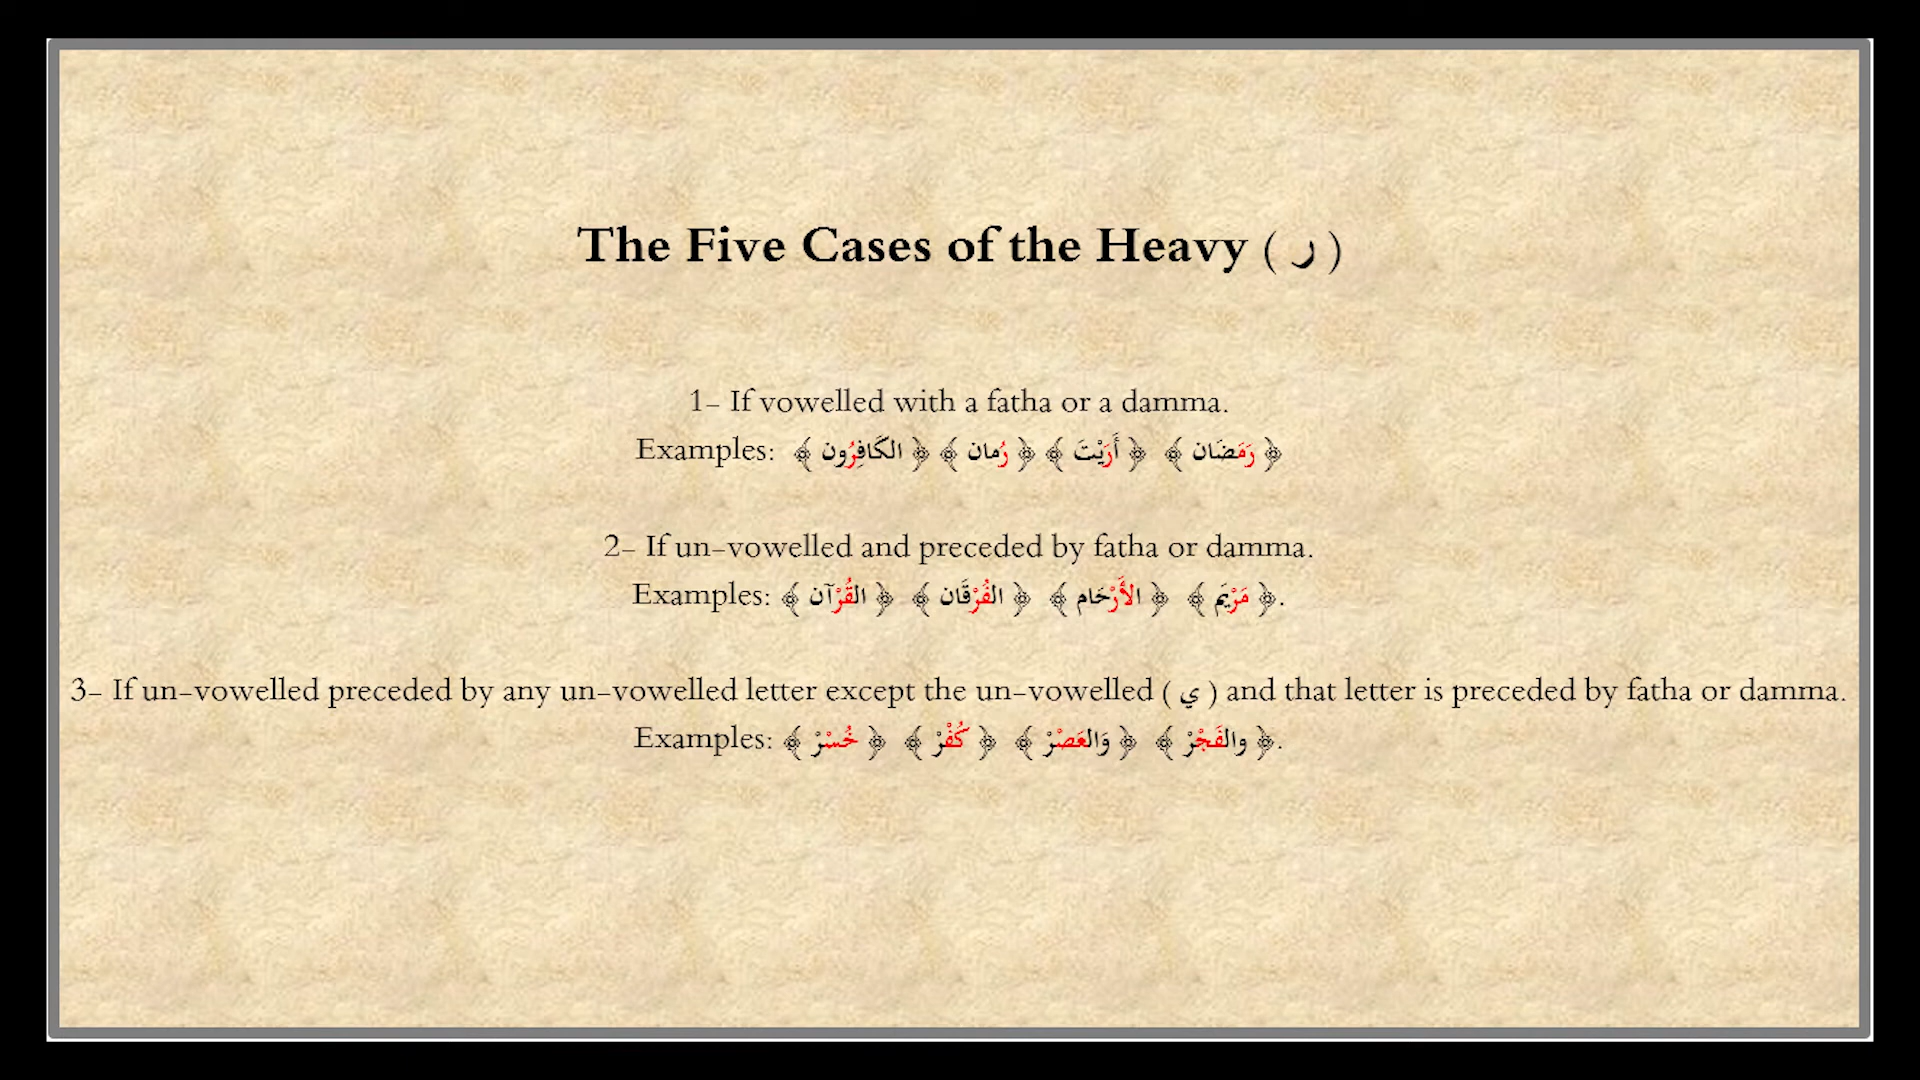 The Five Cases of the Heavy ( ر )
1- If vowelled with a fatha or a damma.
Examples: ﴿ رَمَضَان ﴾ ﴿ أَرَيْتَ ﴾ ﴿ رُمان ﴾ ﴿ الكَافِرُون ﴾
2- If un-vowelled and preceded by fatha or damma.
Examples: ﴿ مَرْيَم ﴾ ﴿ الأَرْحَام ﴾ ﴿ الفُرْقَان ﴾ ﴿ القُرْآن ﴾.
3- If un-vowelled preceded by any un-vowelled letter except the un-vowelled ( ي ) and that letter is preceded by fatha or damma.
Examples: ﴿ والفَجْرْ ﴾ ﴿ وَالعَصْرْ ﴾ ﴿ كُفْرْ ﴾ ﴿ خُسْرْ ﴾.